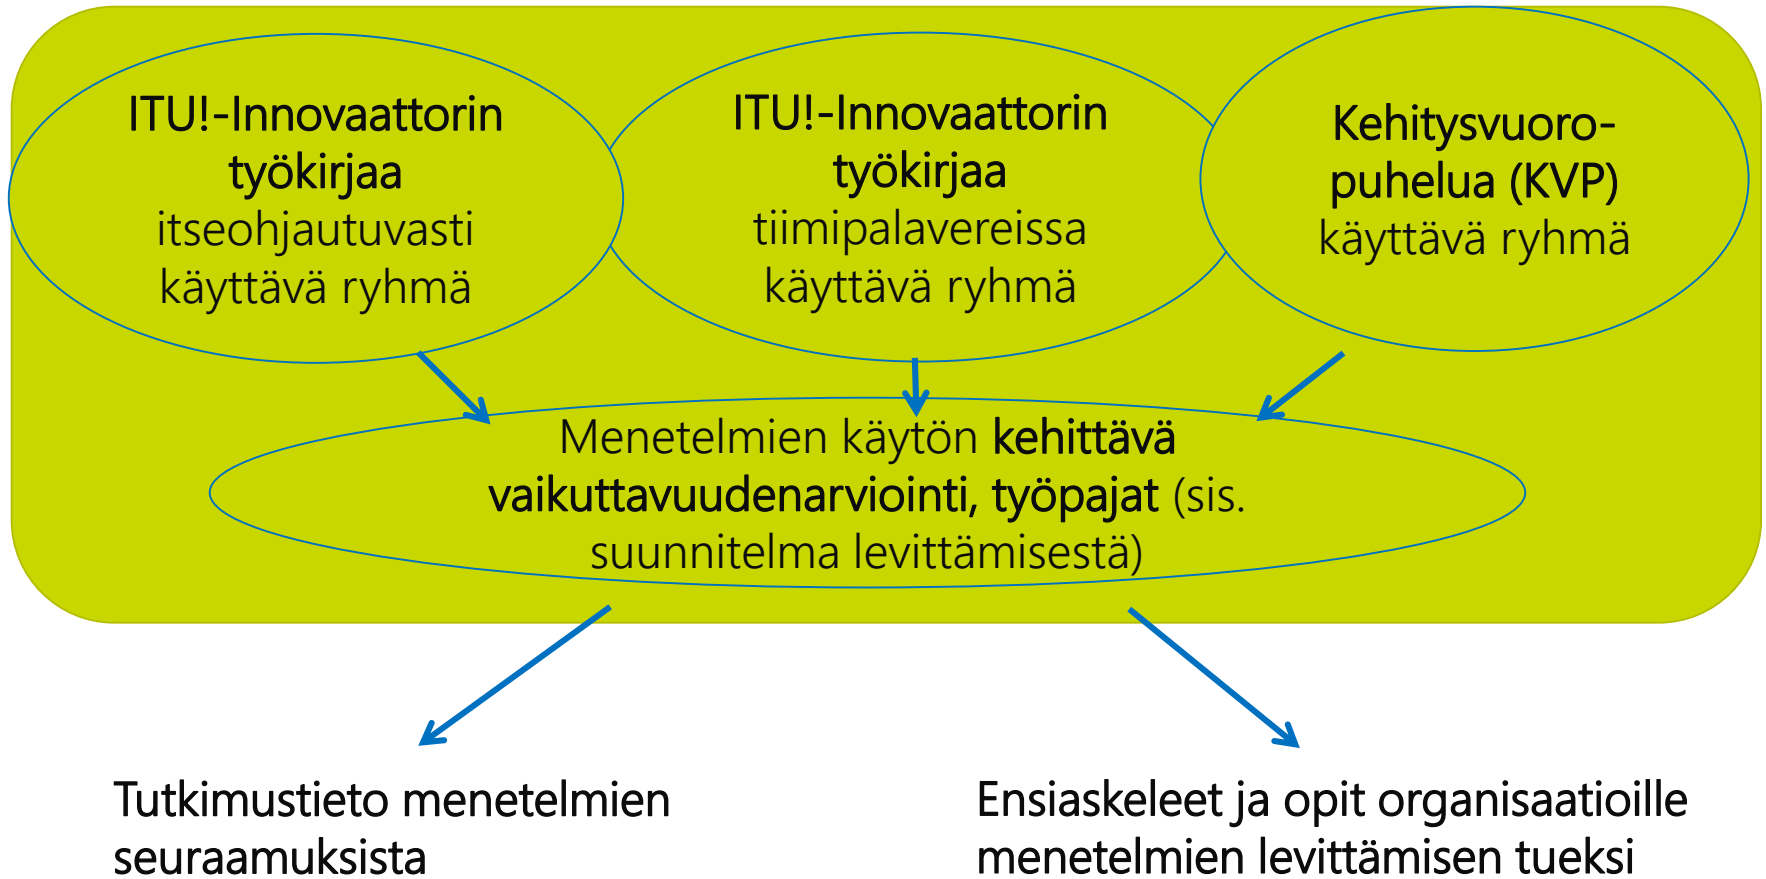 ITU!-Innovaattorin
työkirjaa
itseohjautuvasti
käyttävä ryhmä
ITU!-Innovaattorin
työkirjaa
tiimipalavereissa
käyttävä ryhmä
Kehitysvuoro-
puhelua (KVP)
käyttävä ryhmä
Menetelmien käytön kehittävä
vaikuttavuudenarviointi, työpajat (sis.
suunnitelma levittämisestä)
Tutkimustieto menetelmien
seuraamuksista
Ensiaskeleet ja opit organisaatioille
menetelmien levittämisen tueksi